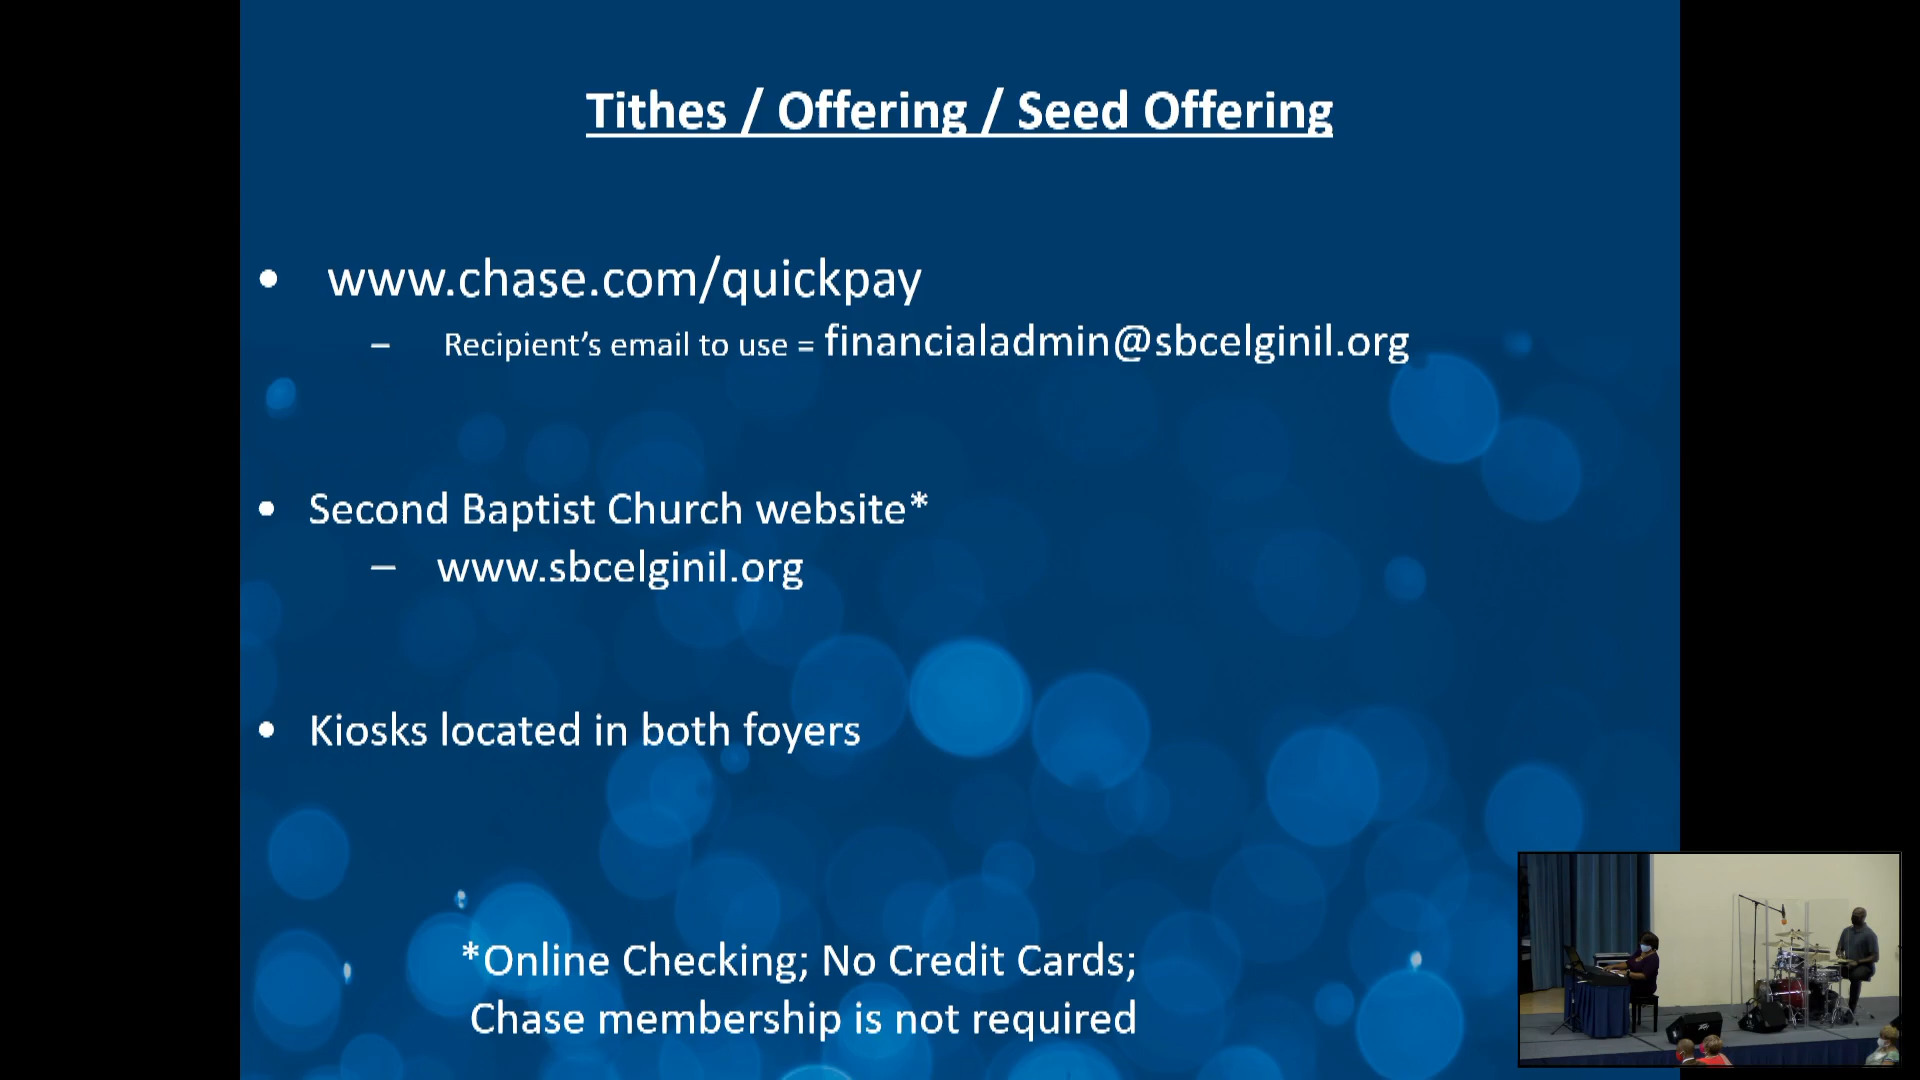 Tithes / Offering / Seed Offering
• www.chase.com/quickpay
– Recipient’s email to use = financialadmin@sbcelginil.org
• Second Baptist Church website*
– www.sbcelginil.org
• Kiosks located in both foyers
*Online Checking; No Credit Cards;
Chase membership is not required